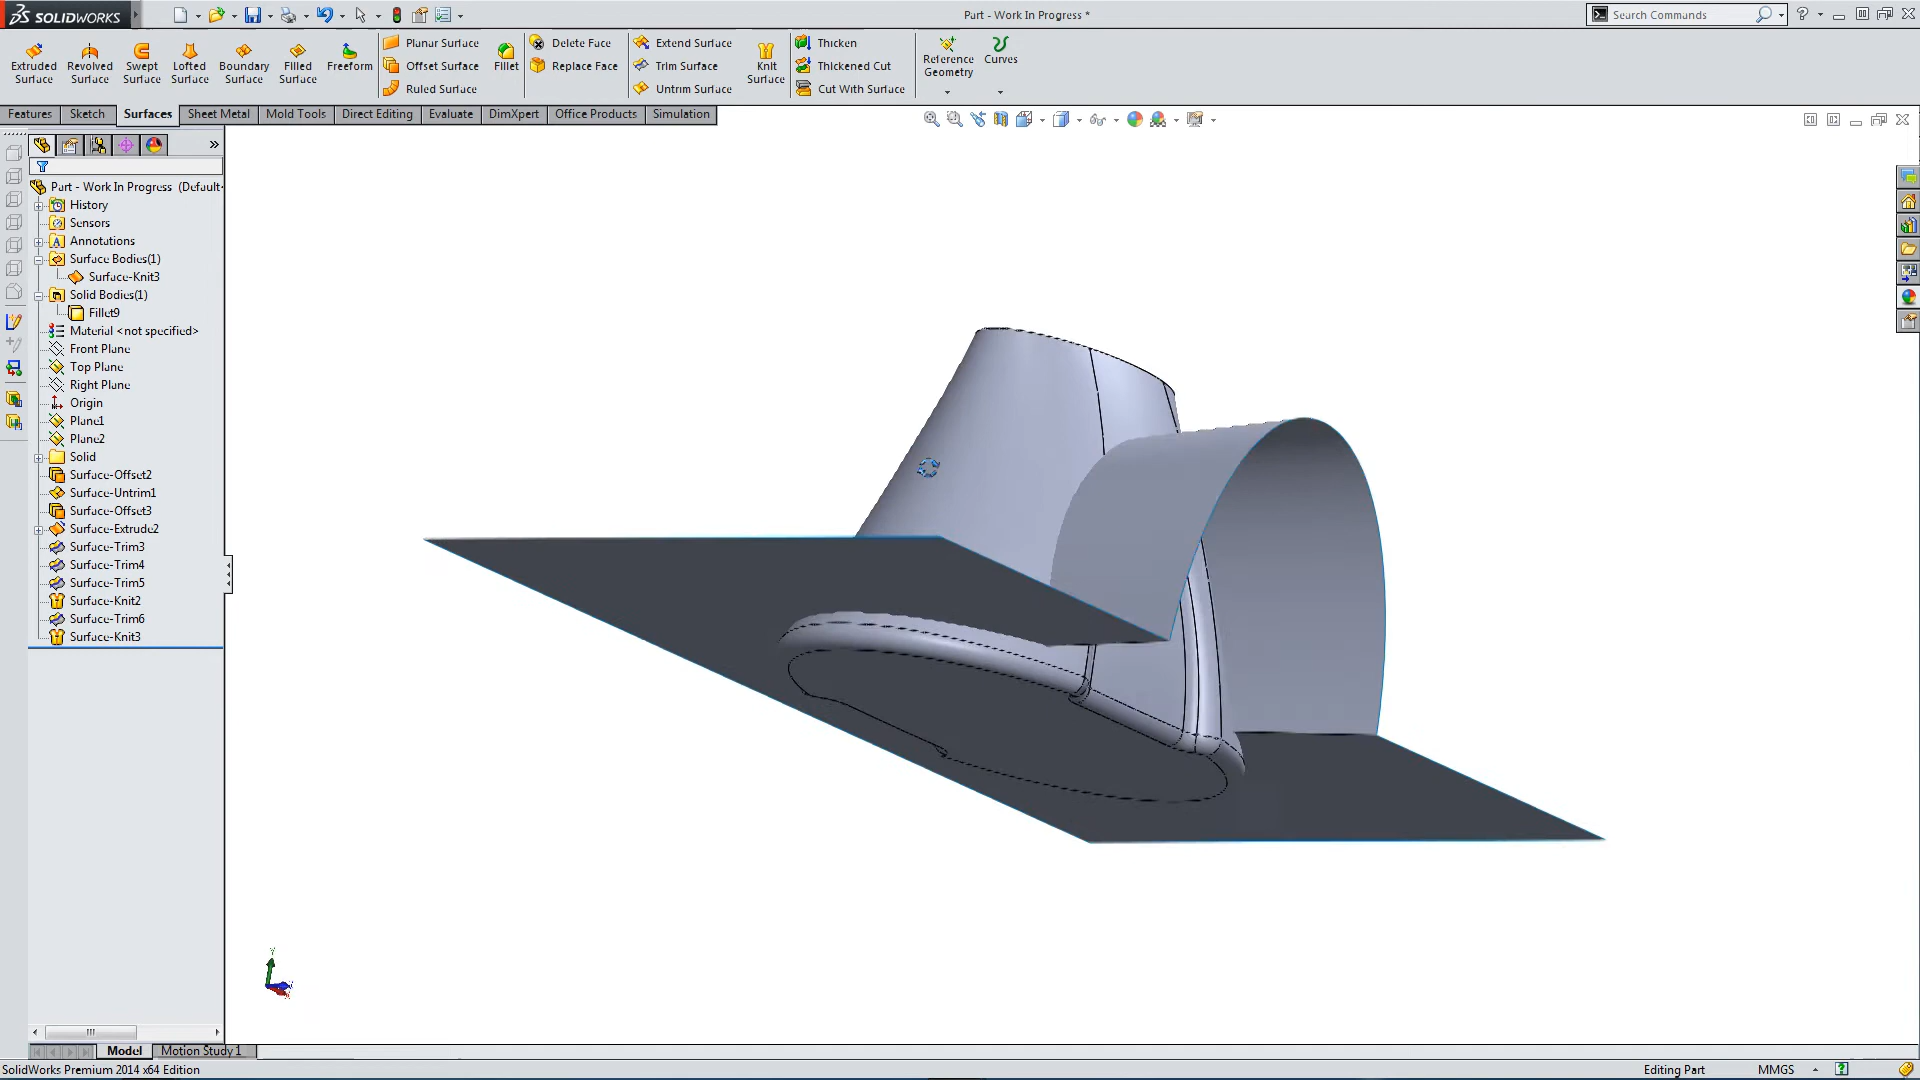 SOLIDWORKS
Part - Work In Progress *
Search Commands
Extruded Surface
Revolved Surface
Swept Surface
Lofted Surface
Boundary Surface
Filled Surface
Freeform
Planar Surface
Offset Surface
Ruled Surface
Fillet
Delete Face
Replace Face
Extend Surface
Trim Surface
Untrim Surface
Knit Surface
Thicken
Thickened Cut
Cut With Surface
Reference Geometry
Curves
Features
Sketch
Surfaces
Sheet Metal
Mold Tools
Direct Editing
Evaluate
DimXpert
Office Products
Simulation
Part - Work In Progress (Default
History
Sensors
Annotations
Surface Bodies(1)
Surface-Knit3
Solid Bodies(1)
Fillet9
Material <not specified>
Front Plane
Top Plane
Right Plane
Origin
Plane1
Plane2
Solid
Surface-Offset2
Surface-Untrim1
Surface-Offset3
Surface-Extrude2
Surface-Trim3
Surface-Trim4
Surface-Trim5
Surface-Knit2
Surface-Trim6
Surface-Knit3
Model
Motion Study 1
SolidWorks Premium 2014 x64 Edition
Editing Part
MMGS